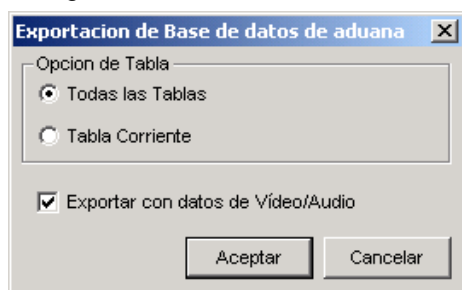 Exportacion de Base de datos de aduana
Opcion de Tabla
Todas las Tablas
Tabla Corriente
Exportar con datos de Vídeo/Audio
Aceptar Cancelar